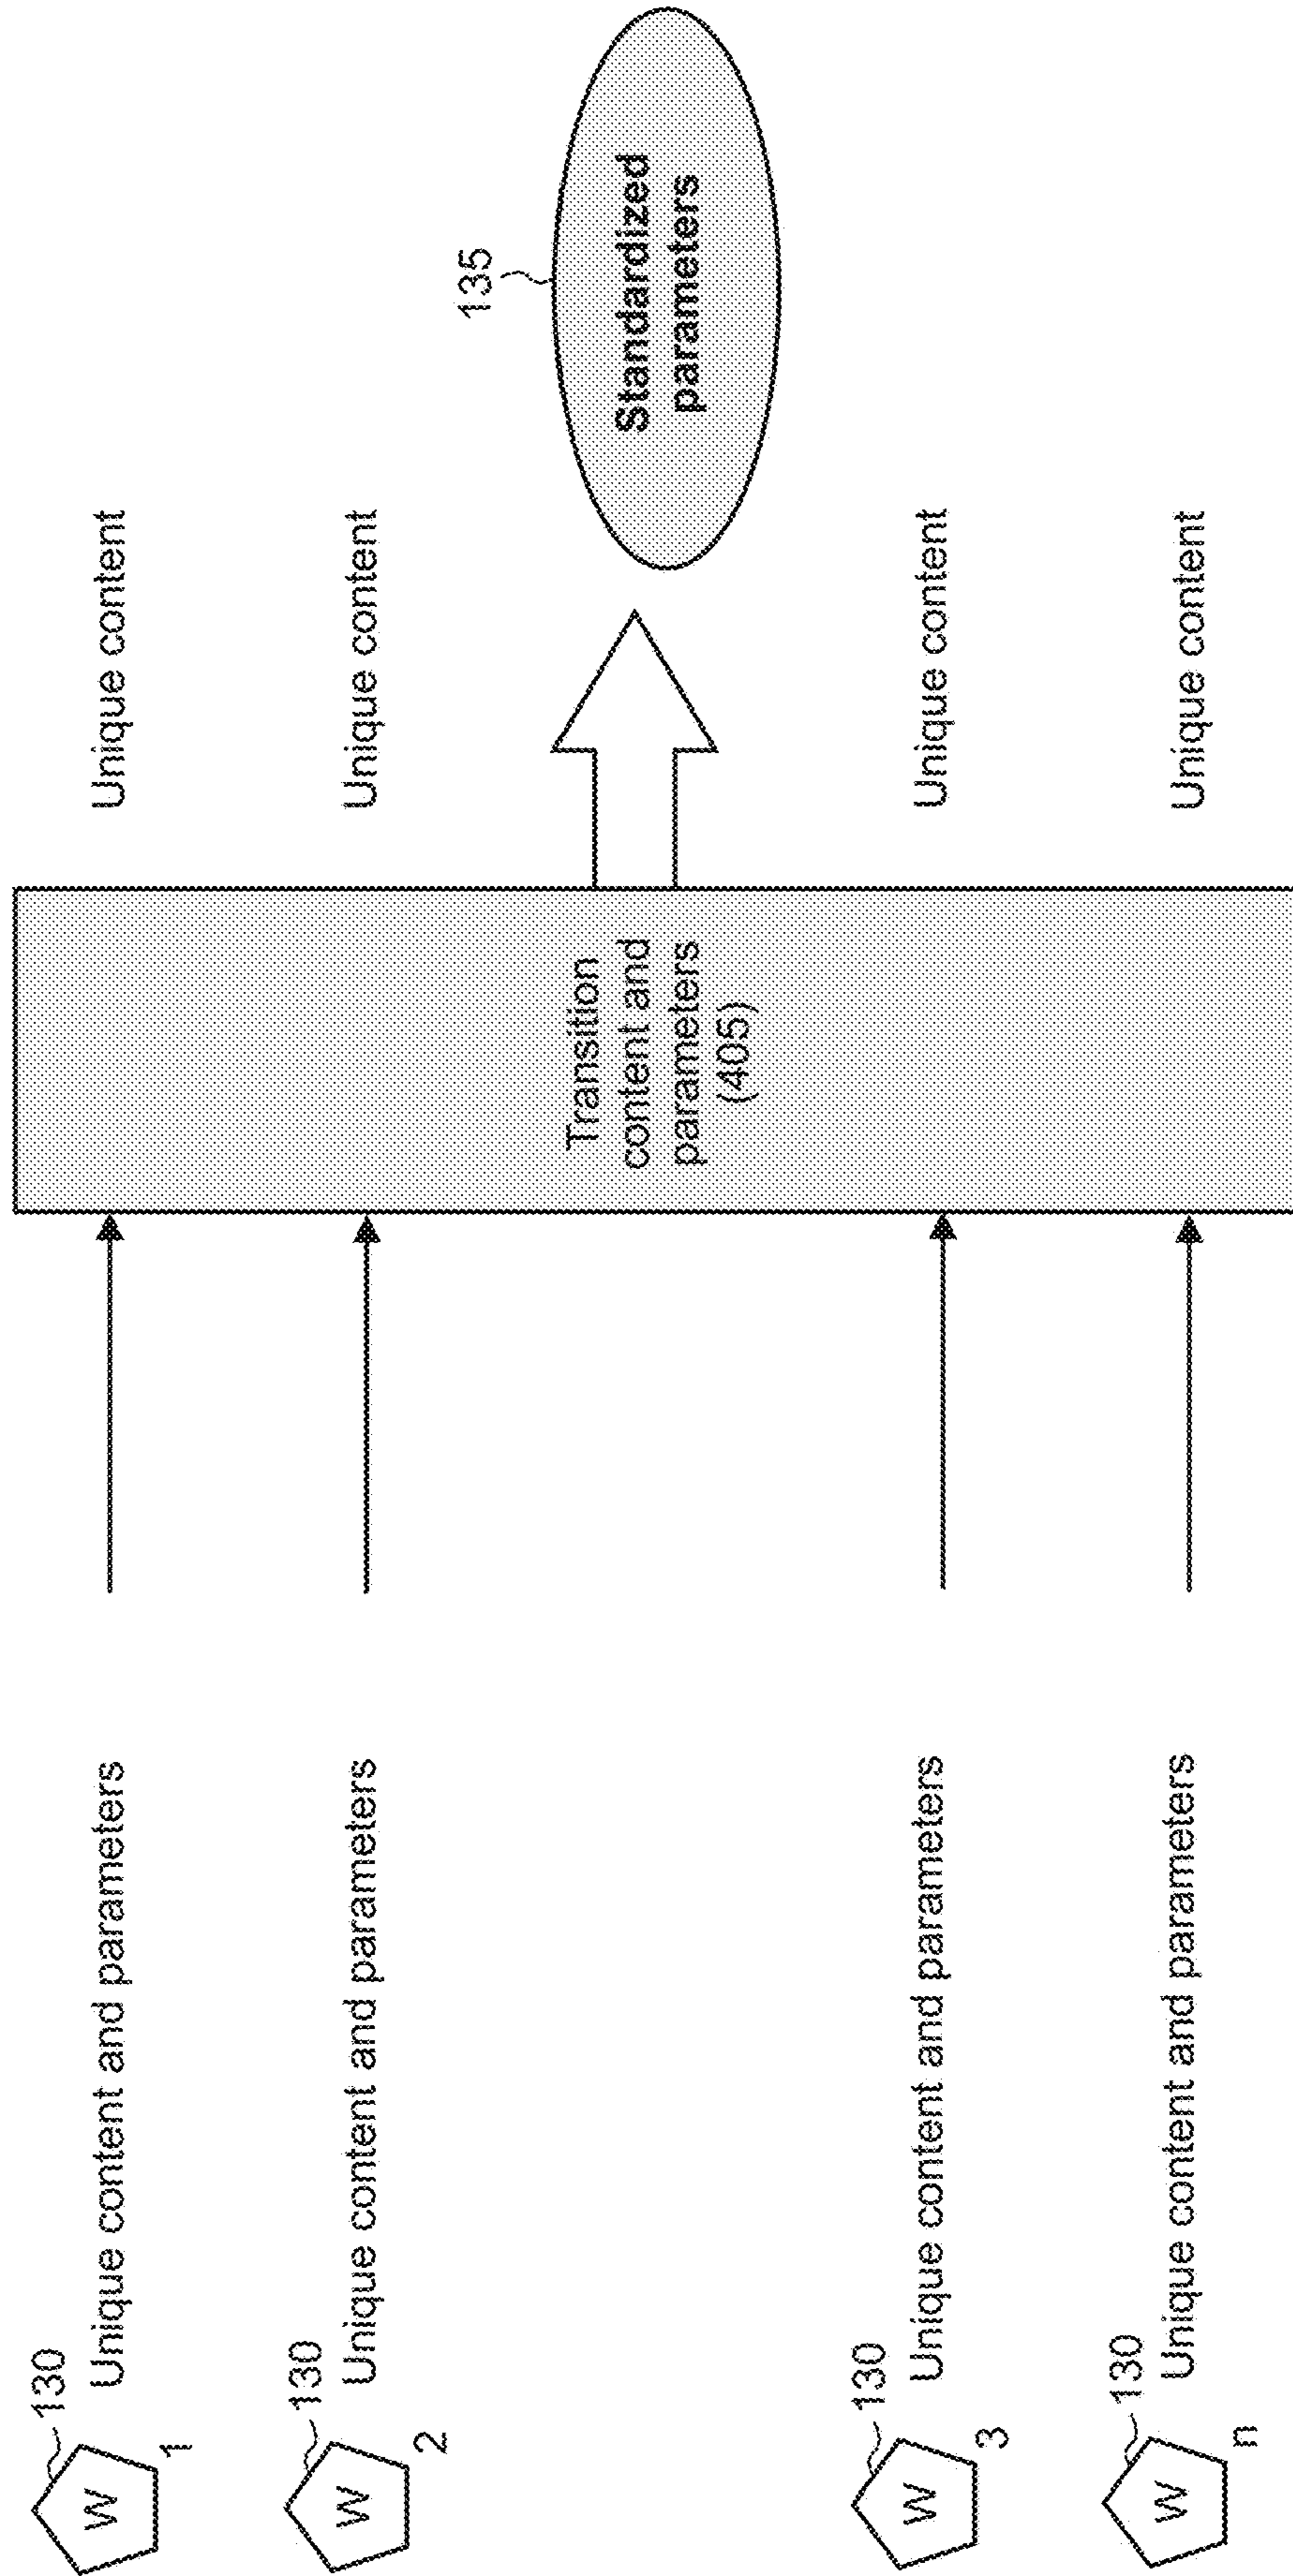 130
W
1
Unique content and parameters
Unique content
130
W
2
Unique content and parameters
Unique content
Transition
content and
parameters
(405)
135
Standardized
parameters
130
W
3
Unique content and parameters
Unique content
130
W
n
Unique content and parameters
Unique content